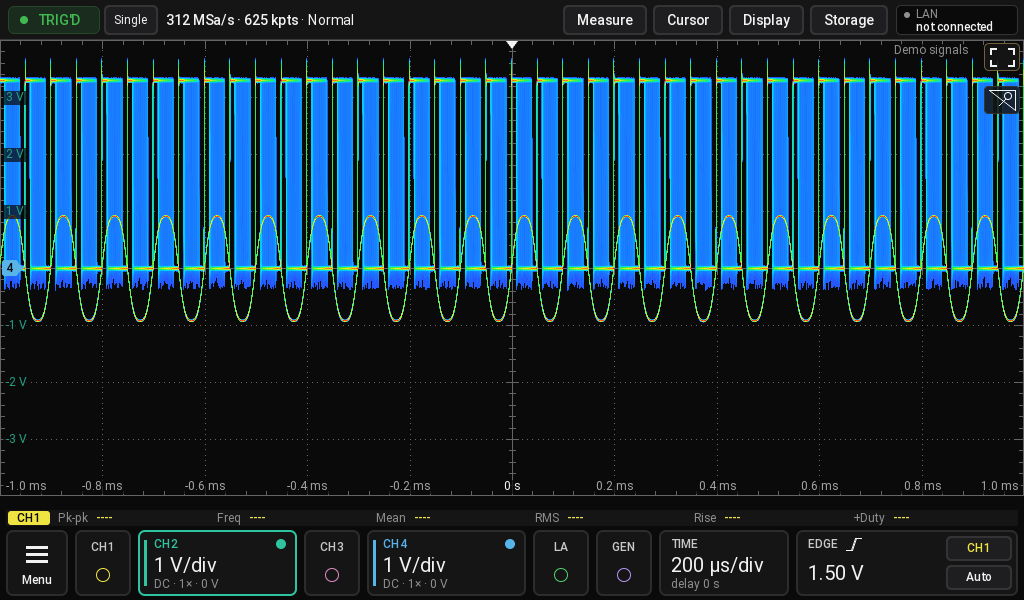 TRIG'D
Single
312 MSa/s · 625 kpts · Normal
Measure
Cursor
Display
Storage
LAN
not connected
Demo signals
3 V
2 V
1 V
4
-1 V
-2 V
-3 V
-1.0 ms
-0.8 ms
-0.6 ms
-0.4 ms
-0.2 ms
0 s
0.2 ms
0.4 ms
0.6 ms
0.8 ms
1.0 ms
CH1 Pk-pk ---- Freq ---- Mean ---- RMS ---- Rise ---- +Duty ----
Menu
CH1
CH2
1 V/div
DC · 1× · 0 V
CH3
CH4
1 V/div
DC · 1× · 0 V
LA
GEN
TIME
200 µs/div
delay 0 s
EDGE
1.50 V
CH1
Auto